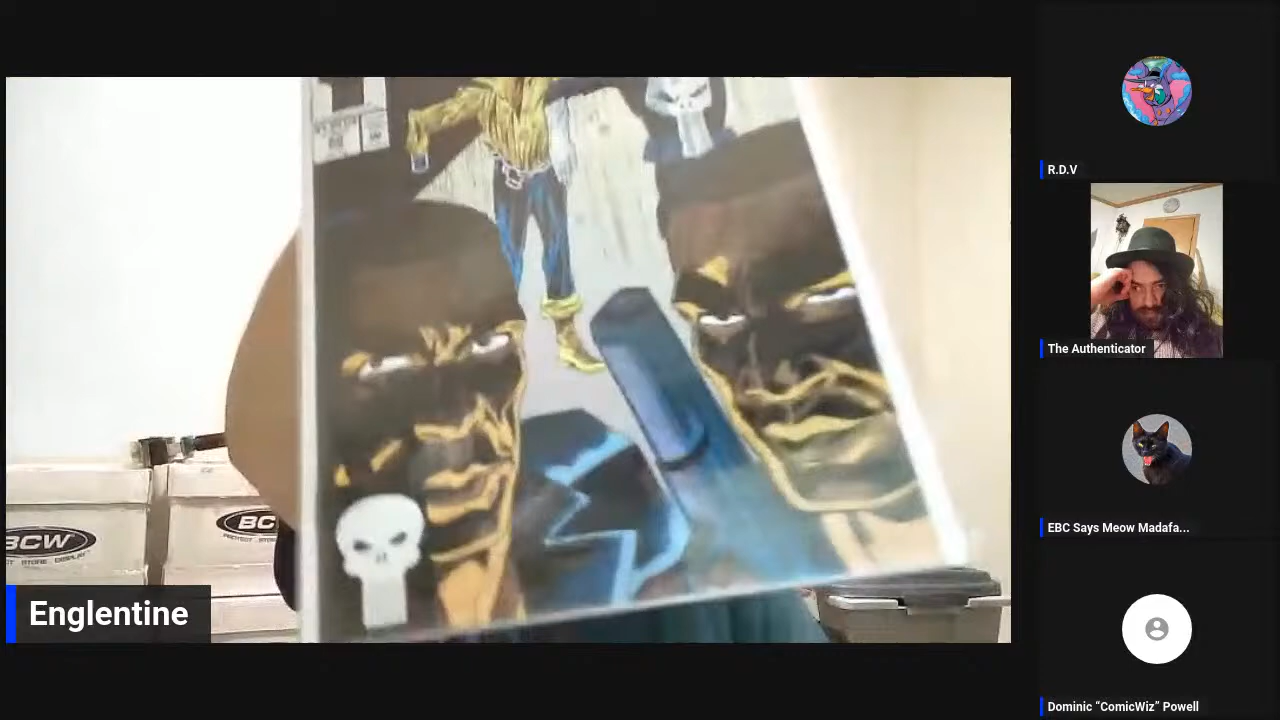 R.D.V
The Authenticator
EBC Says Meow Madafa...
BCW
BC
Englentine
Dominic “ComicWiz” Powell